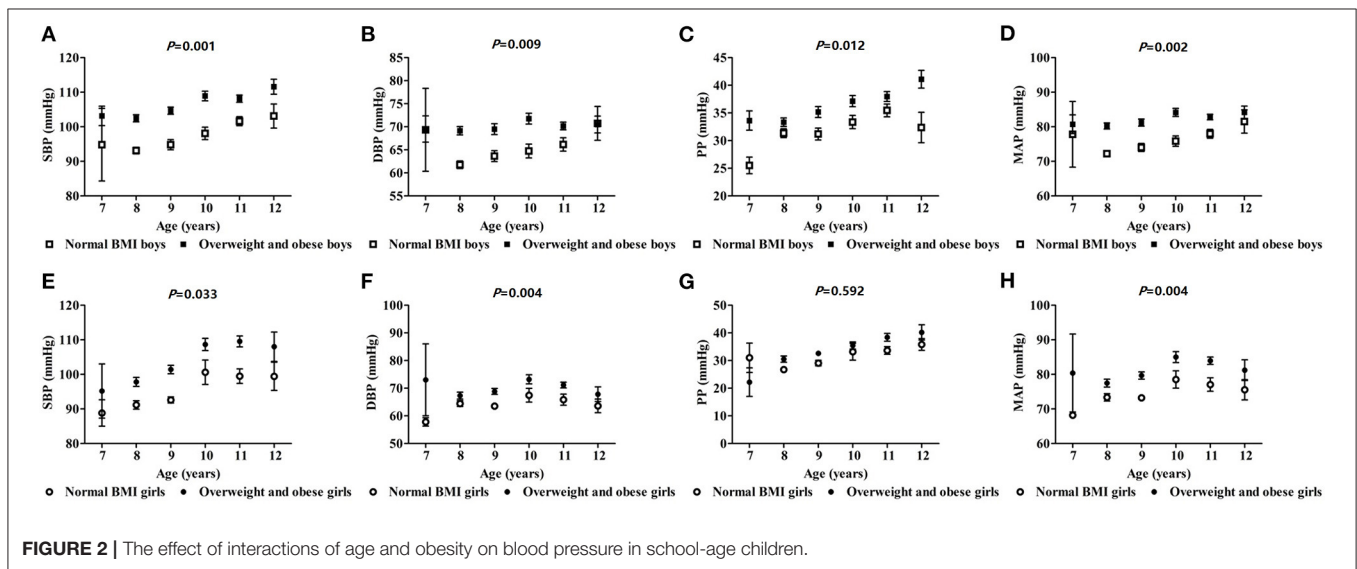 A
P=0.001
SBP (mmHg)
120
110
100
90
80
7 8 9 10 11 12
Age (years)
Normal BMI boys Overweight and obese boys
B
P=0.009
DBP (mmHg)
85
80
75
70
65
60
55
7 8 9 10 11 12
Age (years)
Normal BMI boys Overweight and obese boys
C
P=0.012
PP (mmHg)
45
40
35
30
25
20
7 8 9 10 11 12
Age (years)
Normal BMI boys Overweight and obese boys
D
P=0.002
MAP (mmHg)
100
90
80
70
60
7 8 9 10 11 12
Age (years)
Normal BMI boys Overweight and obese boys
E
P=0.033
SBP (mmHg)
120
110
100
90
80
7 8 9 10 11 12
Age (years)
Normal BMI girls Overweight and obese girls
F
P=0.004
DBP (mmHg)
100
90
80
70
60
50
7 8 9 10 11 12
Age (years)
Normal BMI girls Overweight and obese girls
G
P=0.592
PP (mmHg)
50
40
30
20
10
0
7 8 9 10 11 12
Age (years)
Normal BMI girls Overweight and obese girls
H
P=0.004
MAP (mmHg)
100
90
80
70
60
7 8 9 10 11 12
Age (years)
Normal BMI girls Overweight and obese girls
FIGURE 2 | The effect of interactions of age and obesity on blood pressure in school-age children.